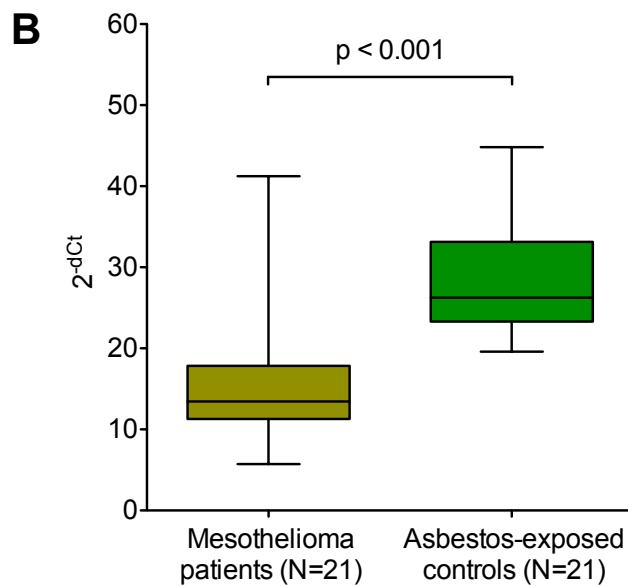 B
p < 0.001
60
50
40
30
20
10
0
2^-dCt
Mesothelioma
patients (N=21)
Asbestos-exposed
controls (N=21)